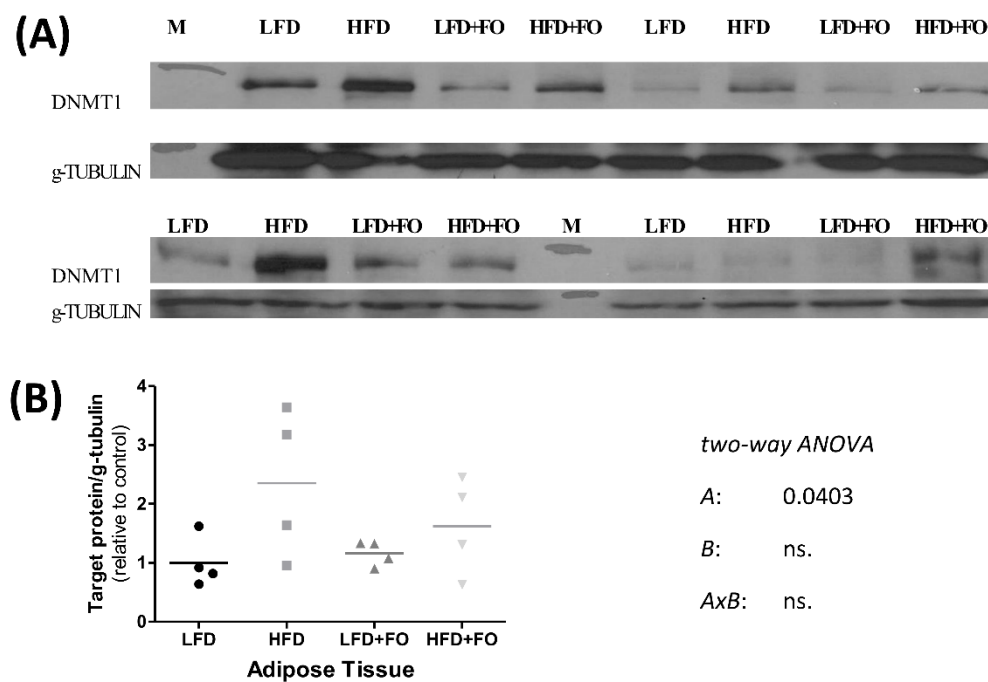 (A)
M LFD HFD LFD+FO HFD+FO LFD HFD LFD+FO HFD+FO
DNMT1
g-TUBULIN
LFD HFD LFD+FO HFD+FO M LFD HFD LFD+FO HFD+FO
DNMT1
g-TUBULIN
(B)
Target protein/g-tubulin
(relative to control)
4
3
2
1
0
LFD HFD LFD+FO HFD+FO
Adipose Tissue
two-way ANOVA
A: 0.0403
B: ns.
AxB: ns.